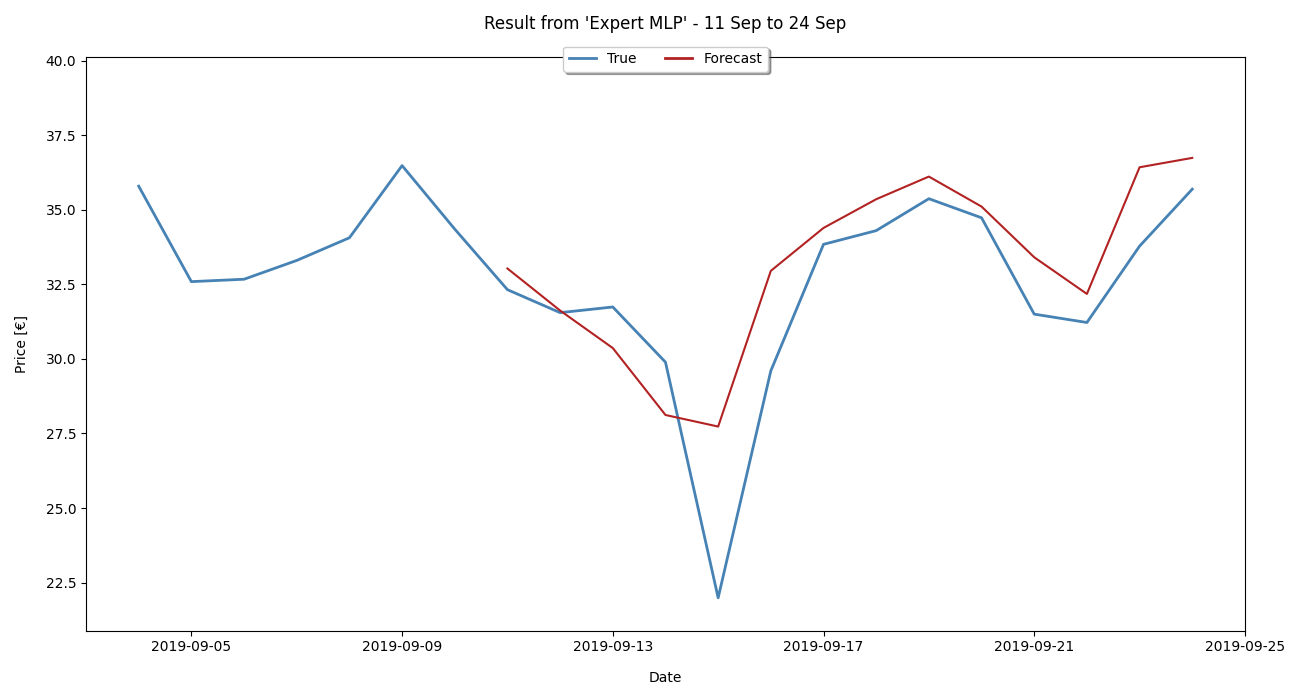 Result from 'Expert MLP' - 11 Sep to 24 Sep
True Forecast
40.0
37.5
35.0
32.5
30.0
27.5
25.0
22.5
Price [€]
2019-09-05 2019-09-09 2019-09-13 2019-09-17 2019-09-21 2019-09-25
Date